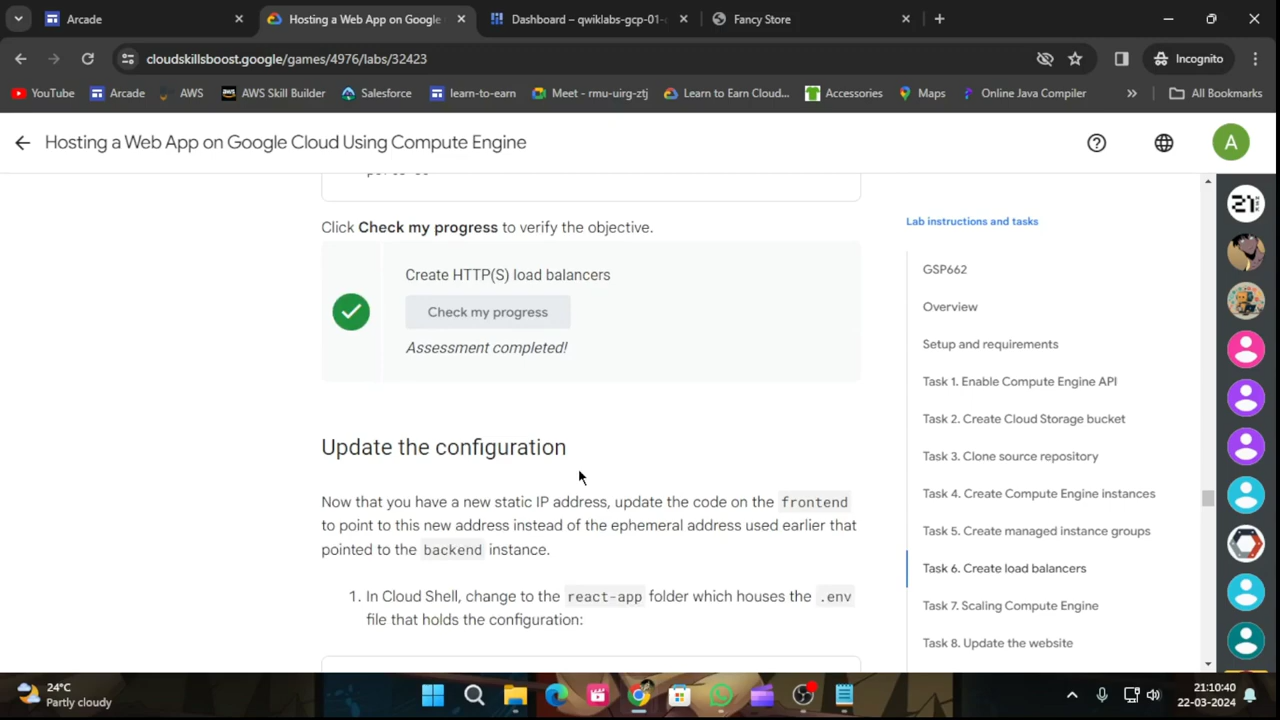 Arcade
Hosting a Web App on Google
Dashboard – qwiklabs-gcp-01-
Fancy Store
cloudskillsboost.google/games/4976/labs/32423
Incognito
YouTube
Arcade
AWS
AWS Skill Builder
Salesforce
learn-to-earn
Meet - rmu-uirg-ztj
Learn to Earn Cloud...
Accessories
Maps
Online Java Compiler
All Bookmarks
Hosting a Web App on Google Cloud Using Compute Engine
A
Click Check my progress to verify the objective.
Create HTTP(S) load balancers
Check my progress
Assessment completed!
Update the configuration
Now that you have a new static IP address, update the code on the frontend
to point to this new address instead of the ephemeral address used earlier that
pointed to the backend instance.
1. In Cloud Shell, change to the react-app folder which houses the .env
file that holds the configuration:
Lab instructions and tasks
GSP662
Overview
Setup and requirements
Task 1. Enable Compute Engine API
Task 2. Create Cloud Storage bucket
Task 3. Clone source repository
Task 4. Create Compute Engine instances
Task 5. Create managed instance groups
Task 6. Create load balancers
Task 7. Scaling Compute Engine
Task 8. Update the website
21
24°C
Partly cloudy
21:10:40
22-03-2024